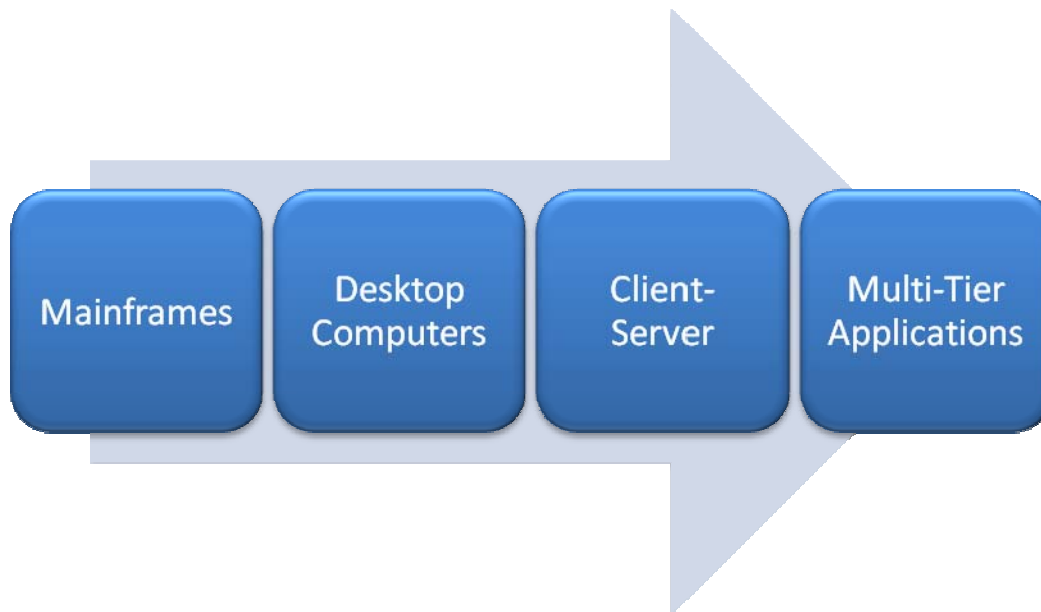 Mainframes
Desktop
Computers
Client-
Server
Multi-Tier
Applications